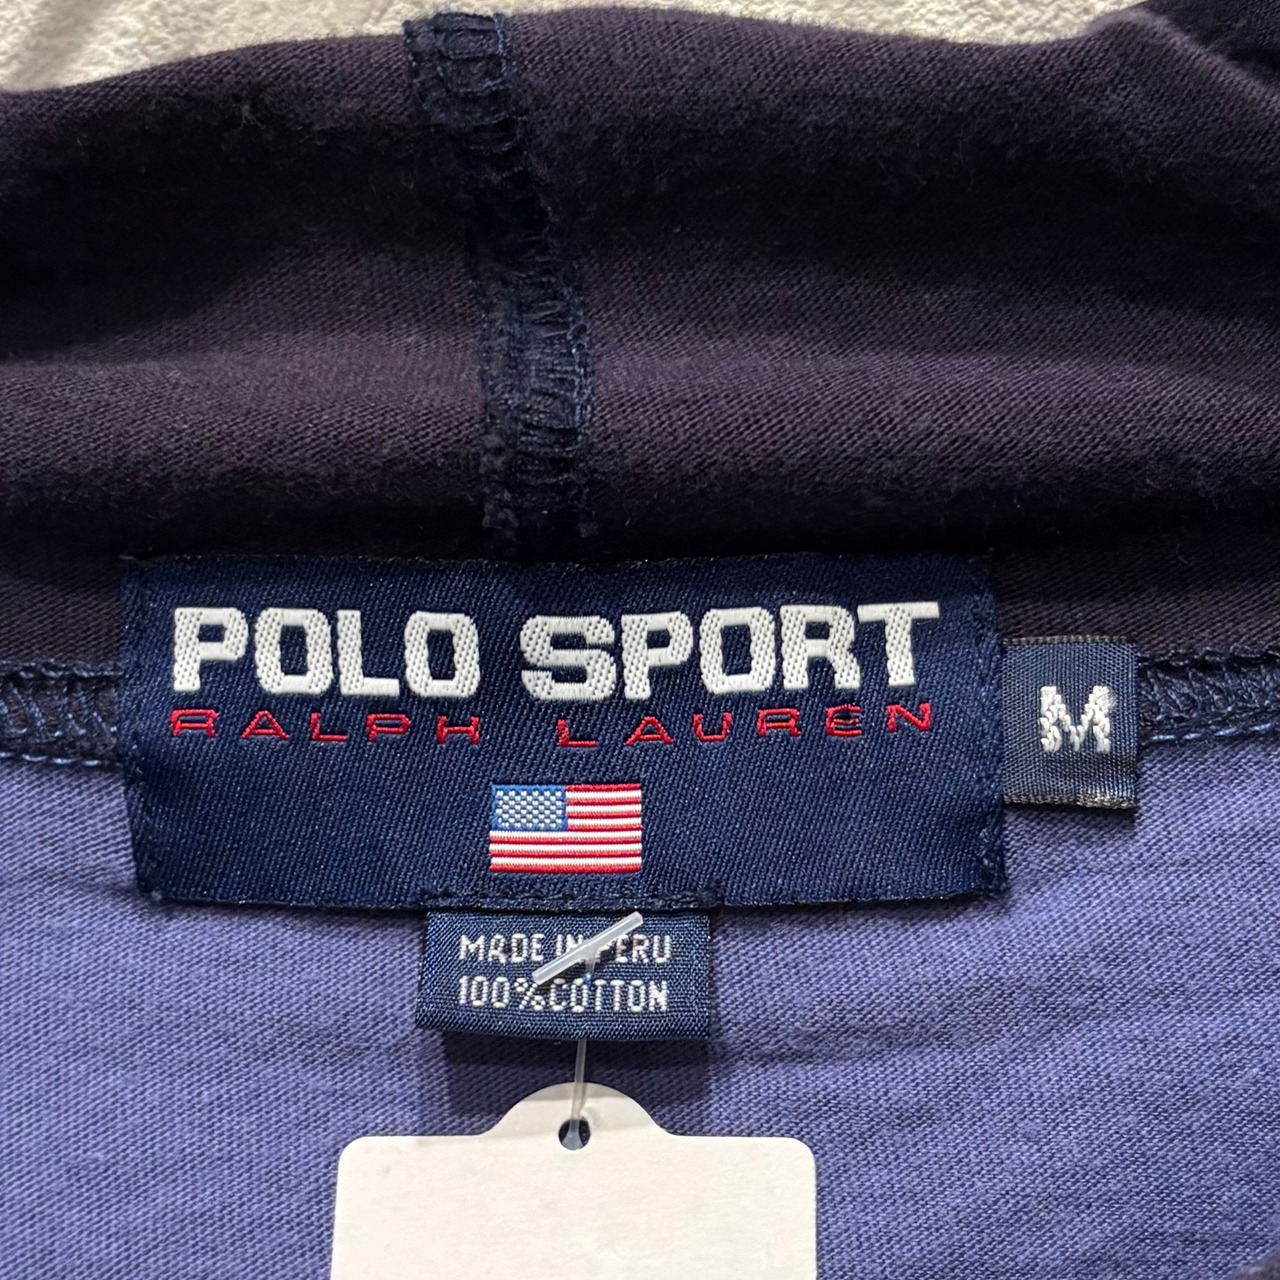 POLO SPORT
RALPH LAUREN
M
MADE IN PERU
100%COTTON